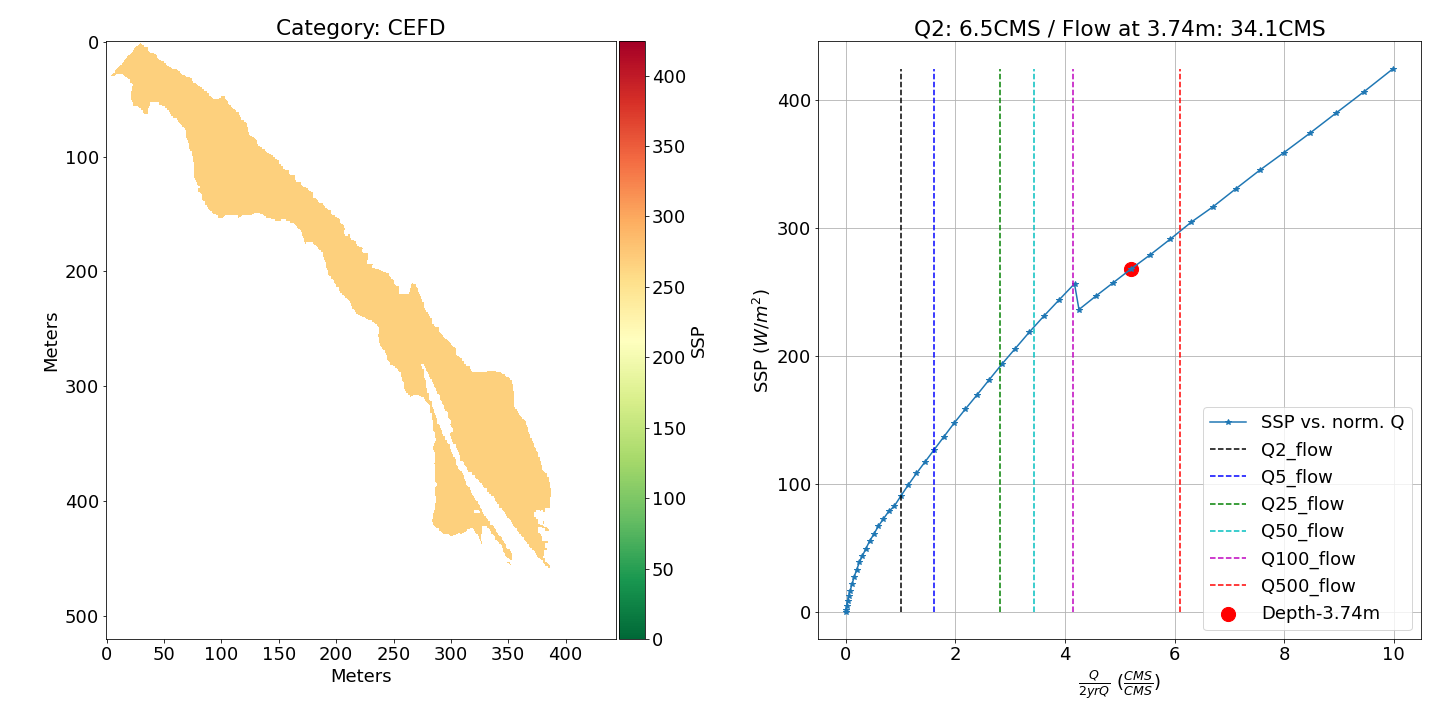 Category: CEFD
Q2: 6.5CMS / Flow at 3.74m: 34.1CMS
0
100
200
300
400
500
Meters
0
50
100
150
200
250
300
350
400
Meters
400
350
300
250
200
150
100
50
0
SSP
400
300
200
100
0
SSP (W/m²)
0
2
4
6
8
10
Q/2yrQ (CMS/CMS)
SSP vs. norm. Q
Q2_flow
Q5_flow
Q25_flow
Q50_flow
Q100_flow
Q500_flow
Depth-3.74m